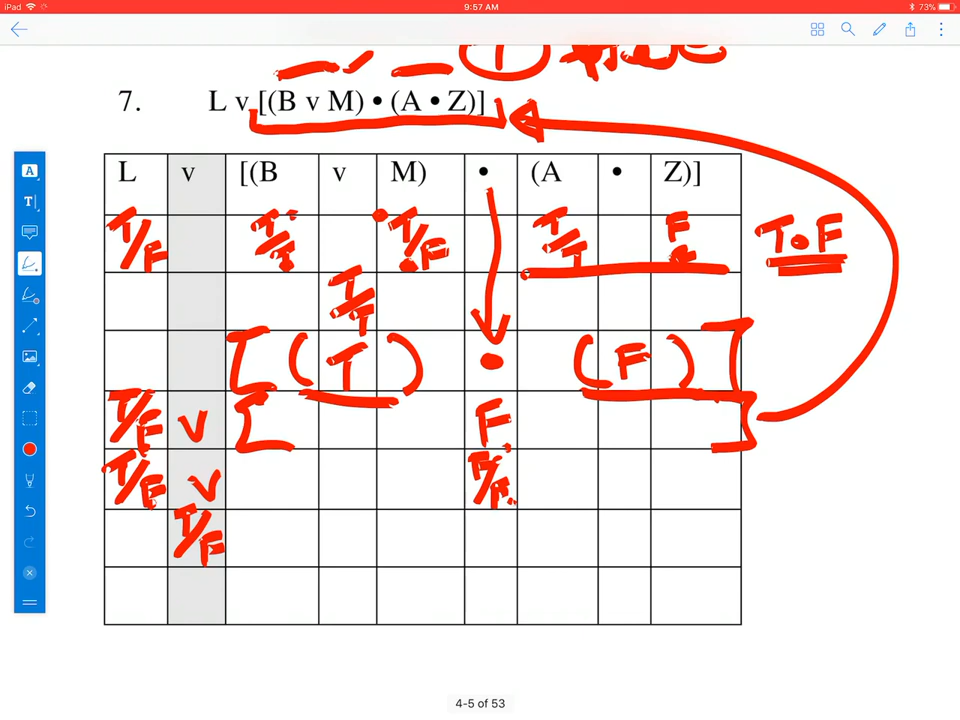 iPad 9:57 AM 73%
T
7. L v [(B v M) • (A • Z)]
L v [(B v M) • (A • Z)]
T/F T/T T/F T/T F T•F
T/T
[ ( T ) • ( F ) ]
T/F v [ F ]
T/F v F/F
T/F
4-5 of 53
A
T